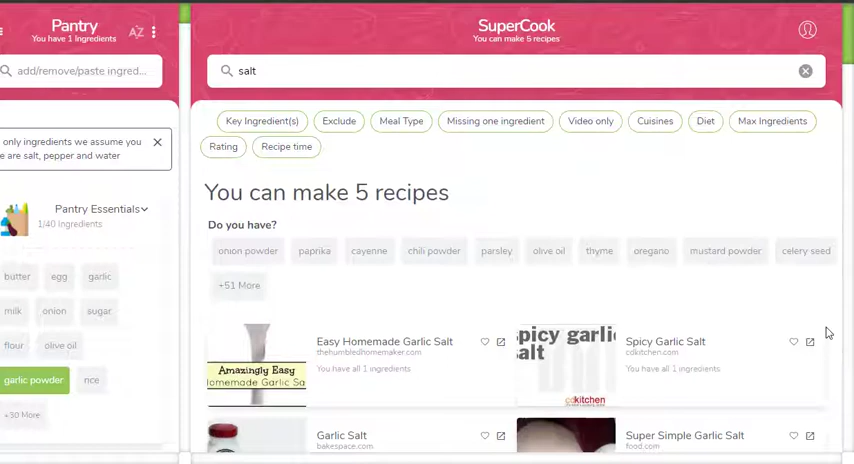 Pantry
You have 1 Ingredients
AZ
add/remove/paste ingred...
only ingredients we assume you
e are salt, pepper and water
Pantry Essentials
1/40 Ingredients
butter
egg
garlic
milk
onion
sugar
flour
olive oil
garlic powder
rice
+30 More
SuperCook
You can make 5 recipes
salt
Key Ingredient(s)
Exclude
Meal Type
Missing one ingredient
Video only
Cuisines
Diet
Max Ingredients
Rating
Recipe time
You can make 5 recipes
Do you have?
onion powder
paprika
cayenne
chili powder
parsley
olive oil
thyme
oregano
mustard powder
celery seed
+51 More
Amazingly Easy
Homemade Garlic Sa
Easy Homemade Garlic Salt
thehumbledhomemaker.com
You have all 1 ingredients
spicy garlic
salt
cdkitchen
Spicy Garlic Salt
cdkitchen.com
You have all 1 ingredients
Garlic Salt
bakespace.com
Super Simple Garlic Salt
food.com